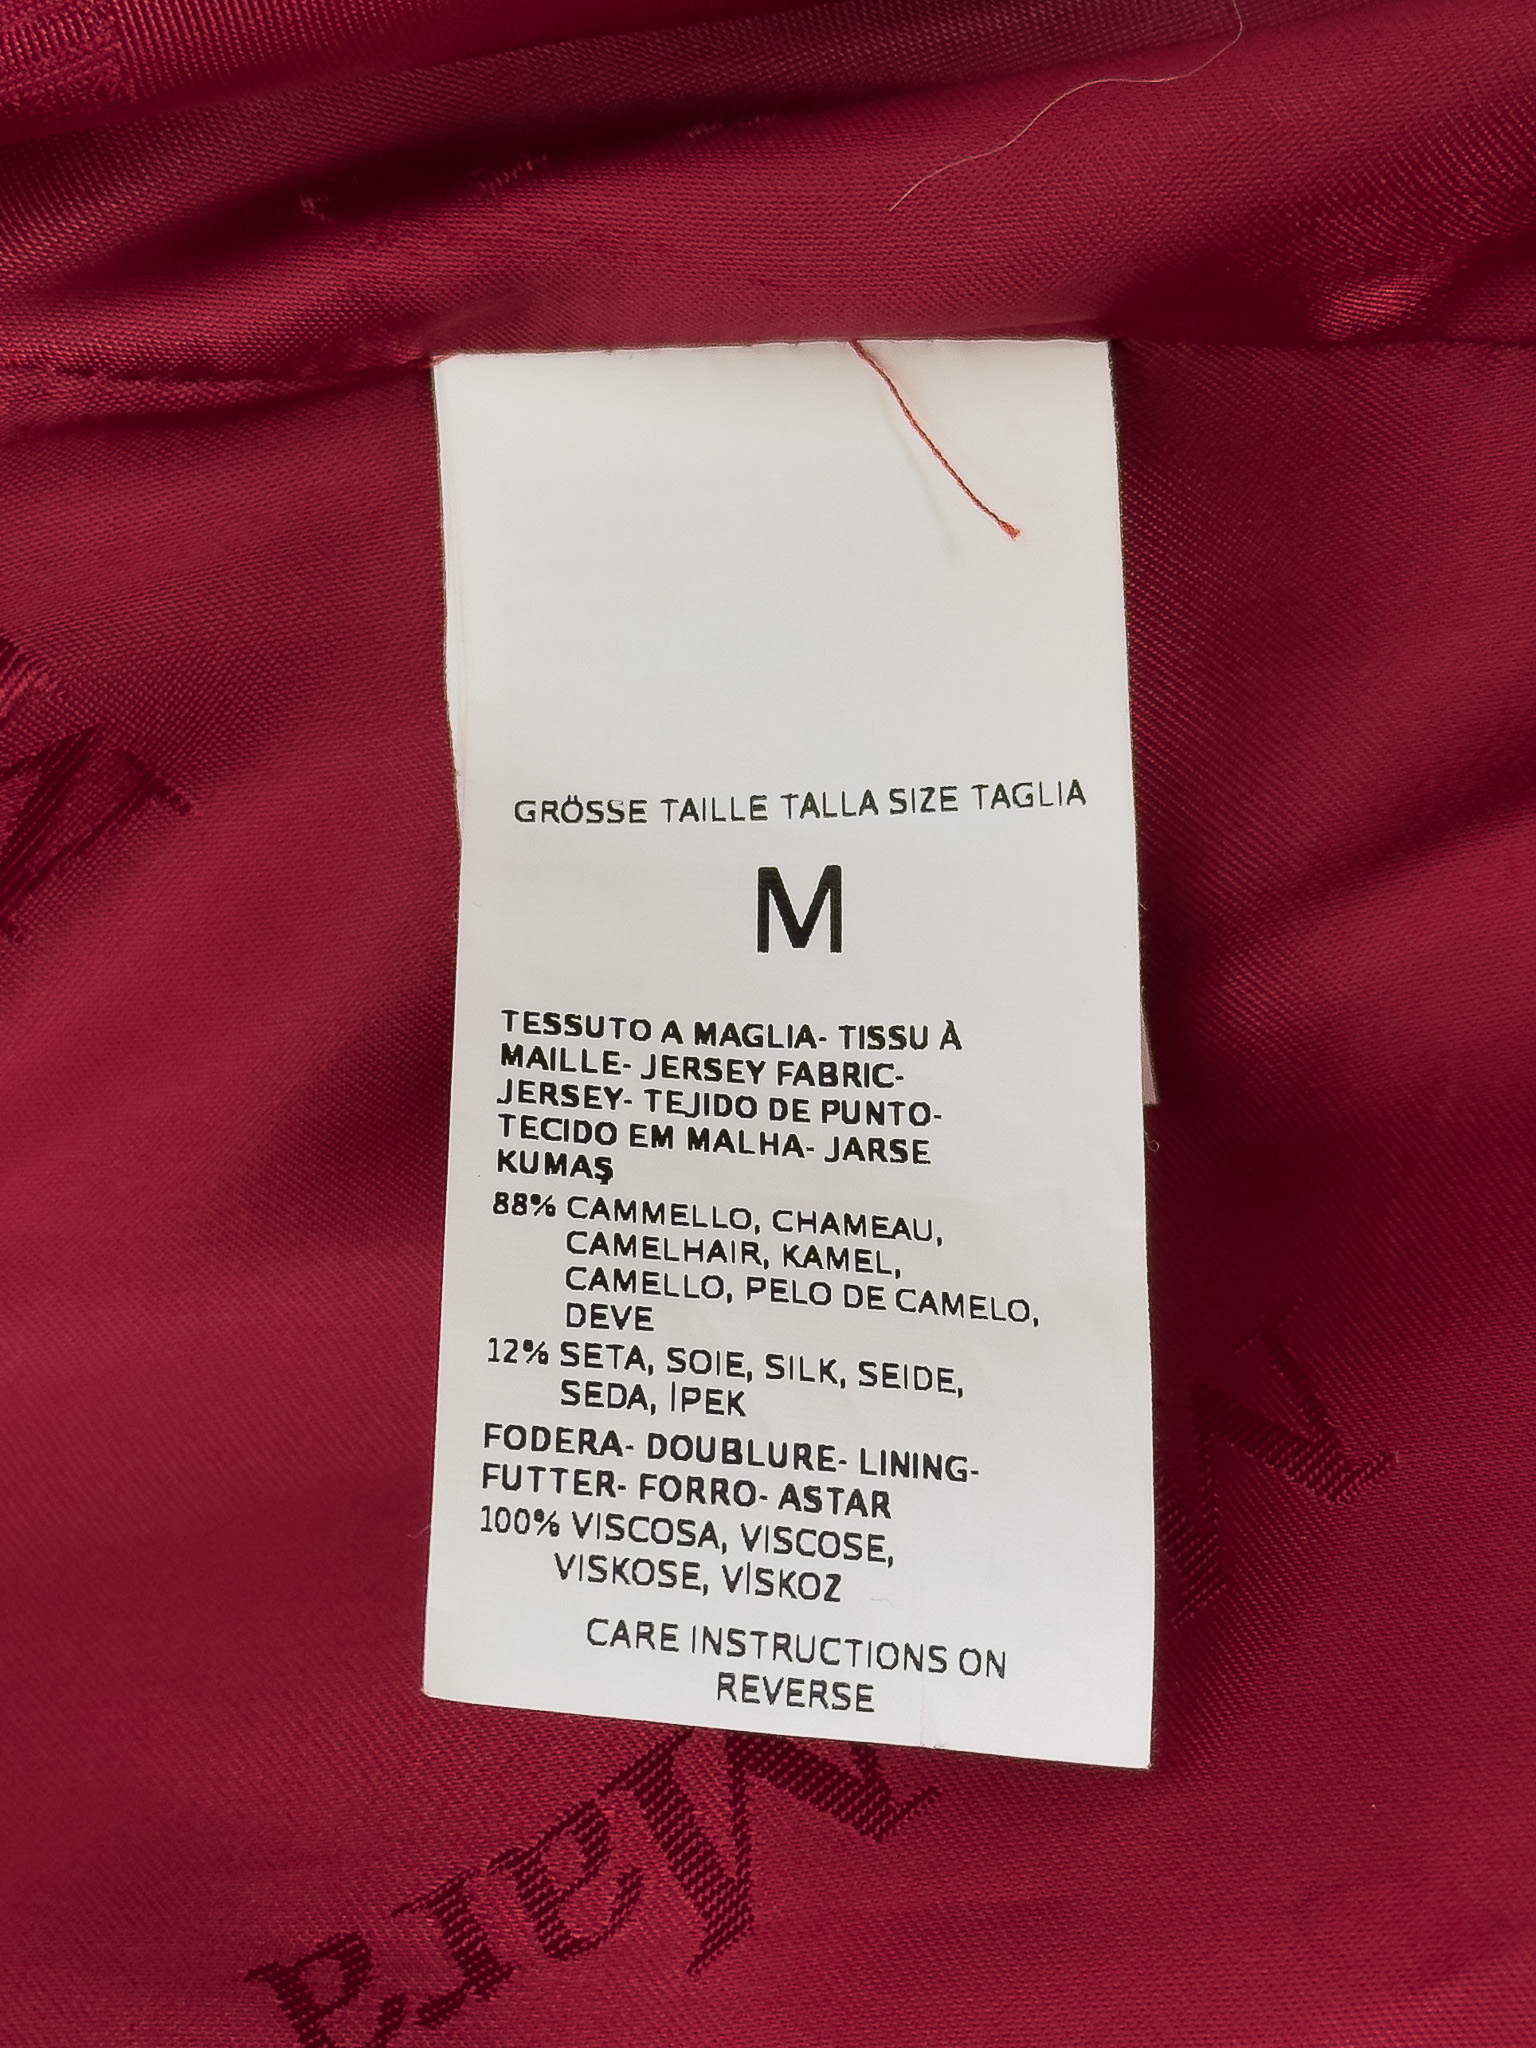 GRÖSSE TAILLE TALLA SIZE TAGLIA
M
TESSUTO A MAGLIA- TISSU À
MAILLE- JERSEY FABRIC-
JERSEY- TEJIDO DE PUNTO-
TECIDO EM MALHA- JARSE
KUMAŞ
88% CAMMELLO, CHAMEAU,
CAMELHAIR, KAMEL,
CAMELLO, PELO DE CAMELO,
DEVE
12% SETA, SOIE, SILK, SEIDE,
SEDA, İPEK
FODERA- DOUBLURE- LINING-
FUTTER- FORRO- ASTAR
100% VISCOSA, VISCOSE,
VISKOSE, VİSKOZ
CARE INSTRUCTIONS ON
REVERSE
Mara